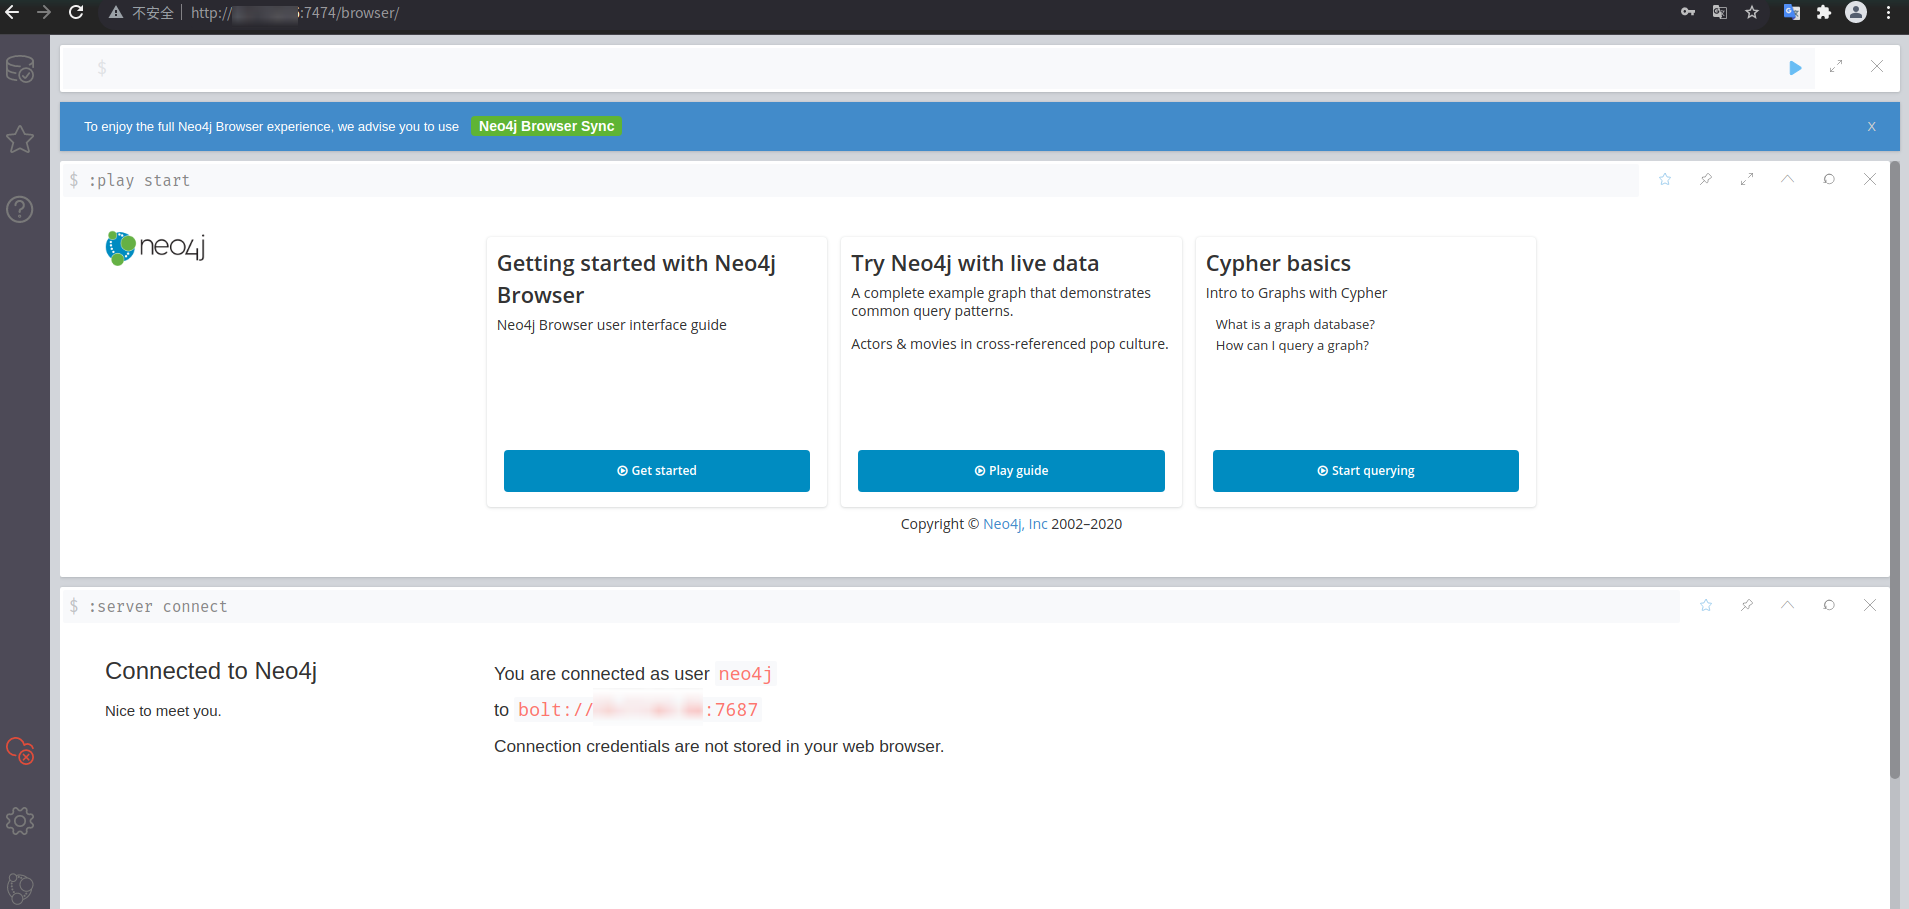 不安全 http:// :7474/browser/
$
To enjoy the full Neo4j Browser experience, we advise you to use Neo4j Browser Sync
x
$ :play start
neo4j
Getting started with Neo4j
Browser
Neo4j Browser user interface guide
Get started
Try Neo4j with live data
A complete example graph that demonstrates
common query patterns.
Actors & movies in cross-referenced pop culture.
Play guide
Cypher basics
Intro to Graphs with Cypher
What is a graph database?
How can I query a graph?
Start querying
Copyright © Neo4j, Inc 2002–2020
$ :server connect
Connected to Neo4j
Nice to meet you.
You are connected as user neo4j
to bolt:// :7687
Connection credentials are not stored in your web browser.